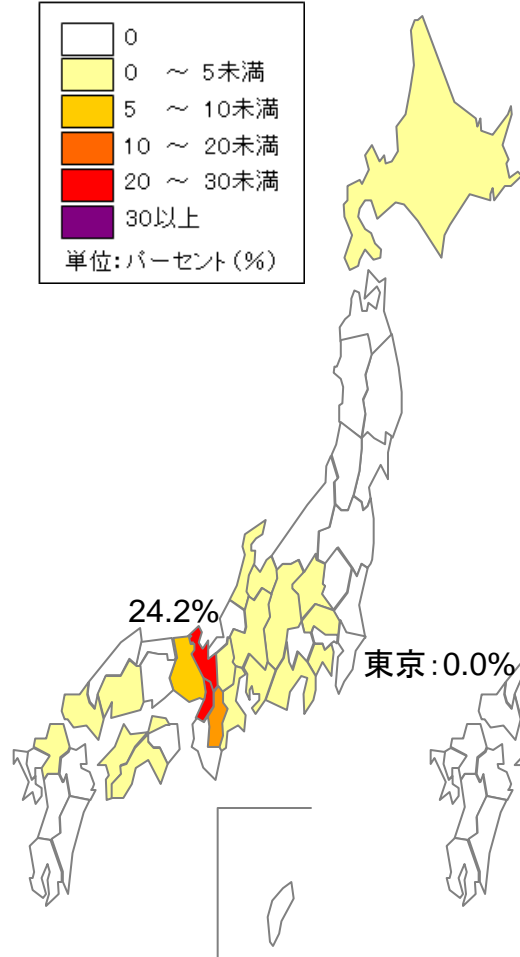 0
0 ～ 5未満
5 ～ 10未満
10 ～ 20未満
20 ～ 30未満
30以上
単位:パーセント(%)
24.2%
東京:0.0%